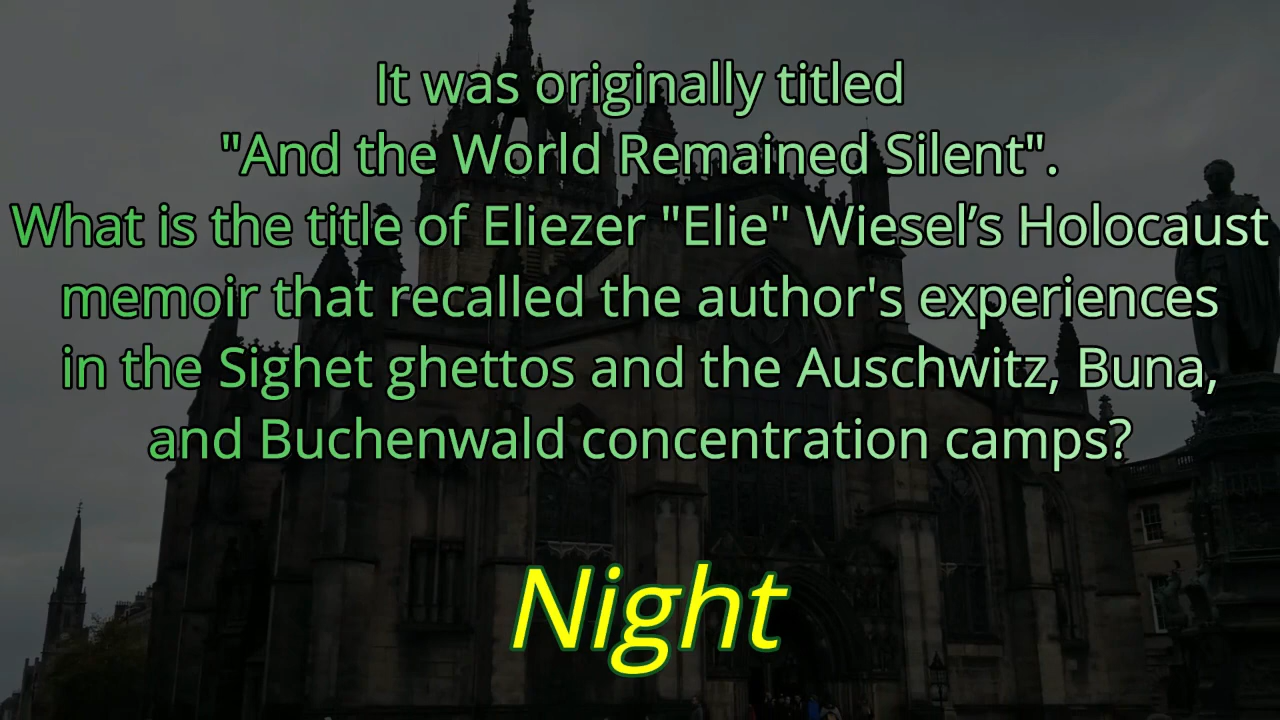 It was originally titled
"And the World Remained Silent".
What is the title of Eliezer "Elie" Wiesel’s Holocaust
memoir that recalled the author's experiences
in the Sighet ghettos and the Auschwitz, Buna,
and Buchenwald concentration camps?
Night